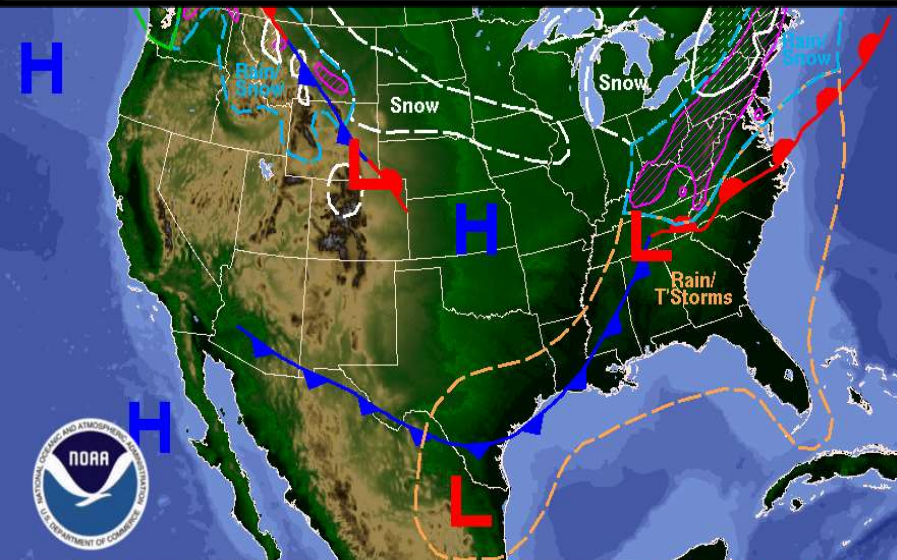 H
Rain/
Snow
Snow
Snow
Rain/
Snow
L
H
L
Rain/
T'Storms
H
L
NATIONAL OCEANIC AND ATMOSPHERIC ADMINISTRATION
NOAA
U.S. DEPARTMENT OF COMMERCE